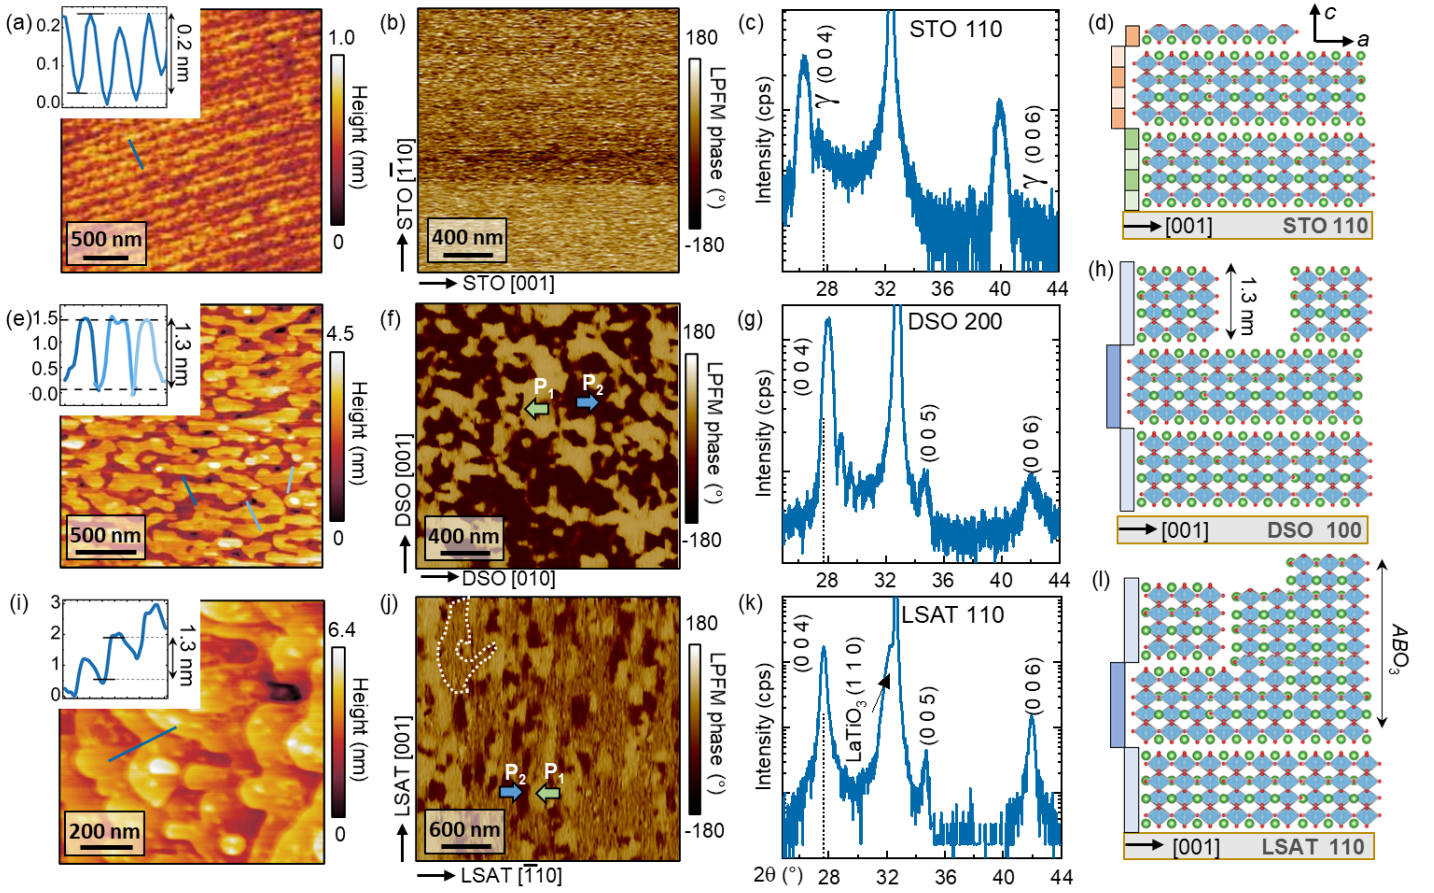 (a)
0.2
0.1
0.0
0.2 nm
1.0
Height (nm)
0
500 nm
(b)
180
LPFM phase (°)
-180
STO [1̅10]
400 nm
STO [001]
(c)
STO 110
γ (0 0 4)
γ (0 0 6)
Intensity (cps)
28 32 36 40 44
(d)
c
a
[001] STO 110
(e)
1.5
1.0
0.5
-0.0
1.3 nm
4.5
Height (nm)
0
500 nm
(f)
P1 P2
180
LPFM phase (°)
-180
DSO [001]
400 nm
DSO [010]
(g)
DSO 200
(0 0 4)
(0 0 5)
(0 0 6)
Intensity (cps)
28 32 36 40 44
(h)
1.3 nm
[001] DSO 100
(i)
3
2
1
0
1.3 nm
6.4
Height (nm)
0
200 nm
(j)
P2 P1
180
LPFM phase (°)
-180
LSAT [001]
600 nm
LSAT [1̅10]
(k)
LSAT 110
(0 0 4)
LaTiO3 (1 1 0)
(0 0 5)
(0 0 6)
Intensity (cps)
2θ (°) 28 32 36 40 44
(l)
ABO3
[001] LSAT 110